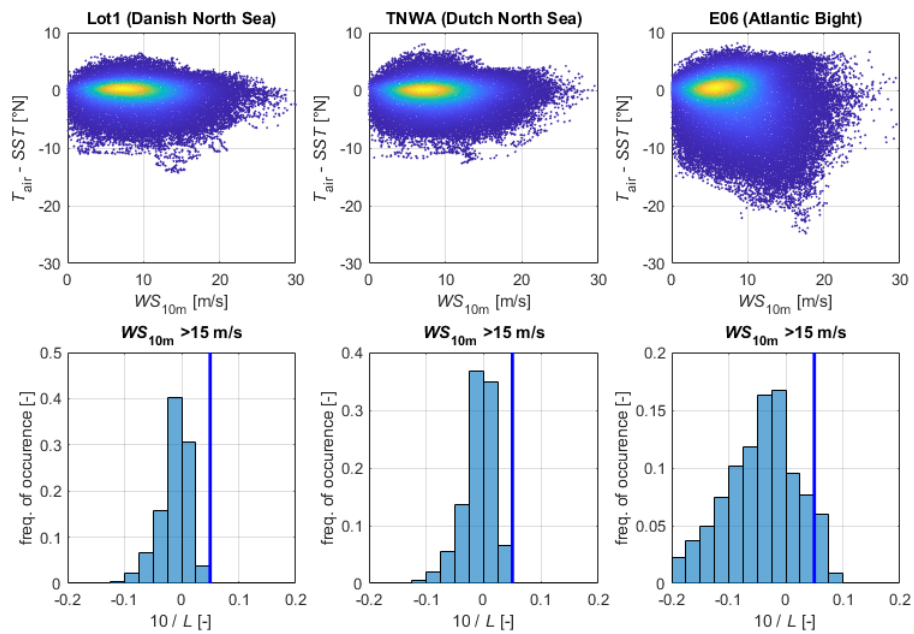 Lot1 (Danish North Sea)
TNWA (Dutch North Sea)
E06 (Atlantic Bight)
10
0
-10
-20
-30
T_air - SST [°N]
0 10 20 30
WS_10m [m/s]
10
0
-10
-20
-30
T_air - SST [°N]
0 10 20 30
WS_10m [m/s]
10
0
-10
-20
-30
T_air - SST [°N]
0 10 20 30
WS_10m [m/s]
WS_10m >15 m/s
0.5
0.4
0.3
0.2
0.1
0
freq. of occurence [-]
-0.2 -0.1 0 0.1 0.2
10 / L [-]
WS_10m >15 m/s
0.4
0.3
0.2
0.1
0
freq. of occurence [-]
-0.2 -0.1 0 0.1 0.2
10 / L [-]
WS_10m >15 m/s
0.2
0.15
0.1
0.05
0
freq. of occurence [-]
-0.2 -0.1 0 0.1 0.2
10 / L [-]